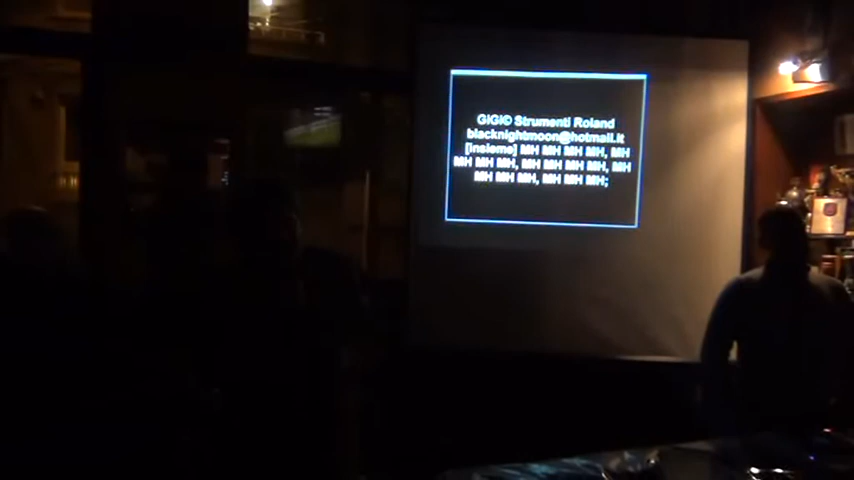 GIGI© Strumenti Roland
blacknightmoon@hotmail.it
[insieme] MH MH MH MH, MH
MH MH MH, MH MH MH MH, MH
MH MH MH, MH MH MH;